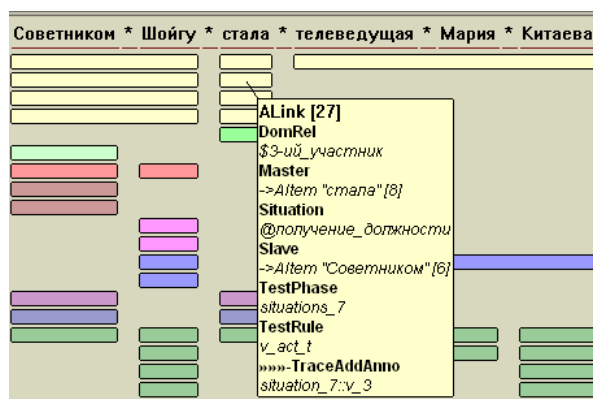 Советником * Шойгу * стала * телеведущая * Мария * Китаева
ALink [27]
DomRel
$3-ий_участник
Master
->AItem "стала" [8]
Situation
@получение_должности
Slave
->AItem "Советником" [6]
TestPhase
situations_7
TestRule
v_act_t
»»»-TraceAddAnno
situation_7::v_3